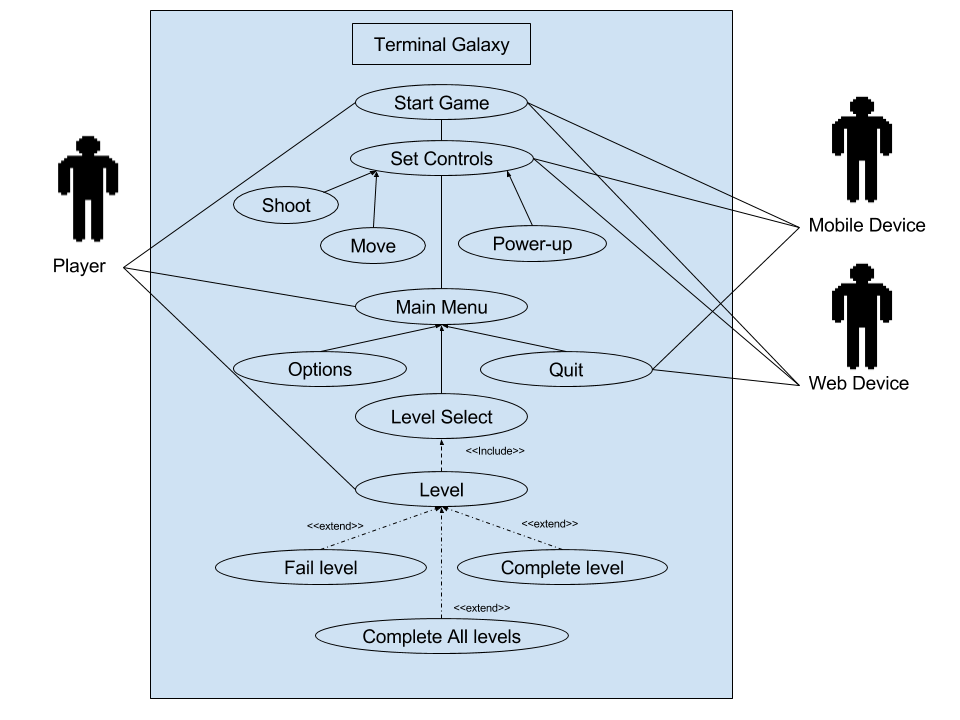 Terminal Galaxy
Start Game
Set Controls
Shoot
Move
Power-up
Mobile Device
Player
Main Menu
Options
Quit
Web Device
Level Select
<<Include>>
Level
<<extend>>
<<extend>>
Fail level
Complete level
<<extend>>
Complete All levels